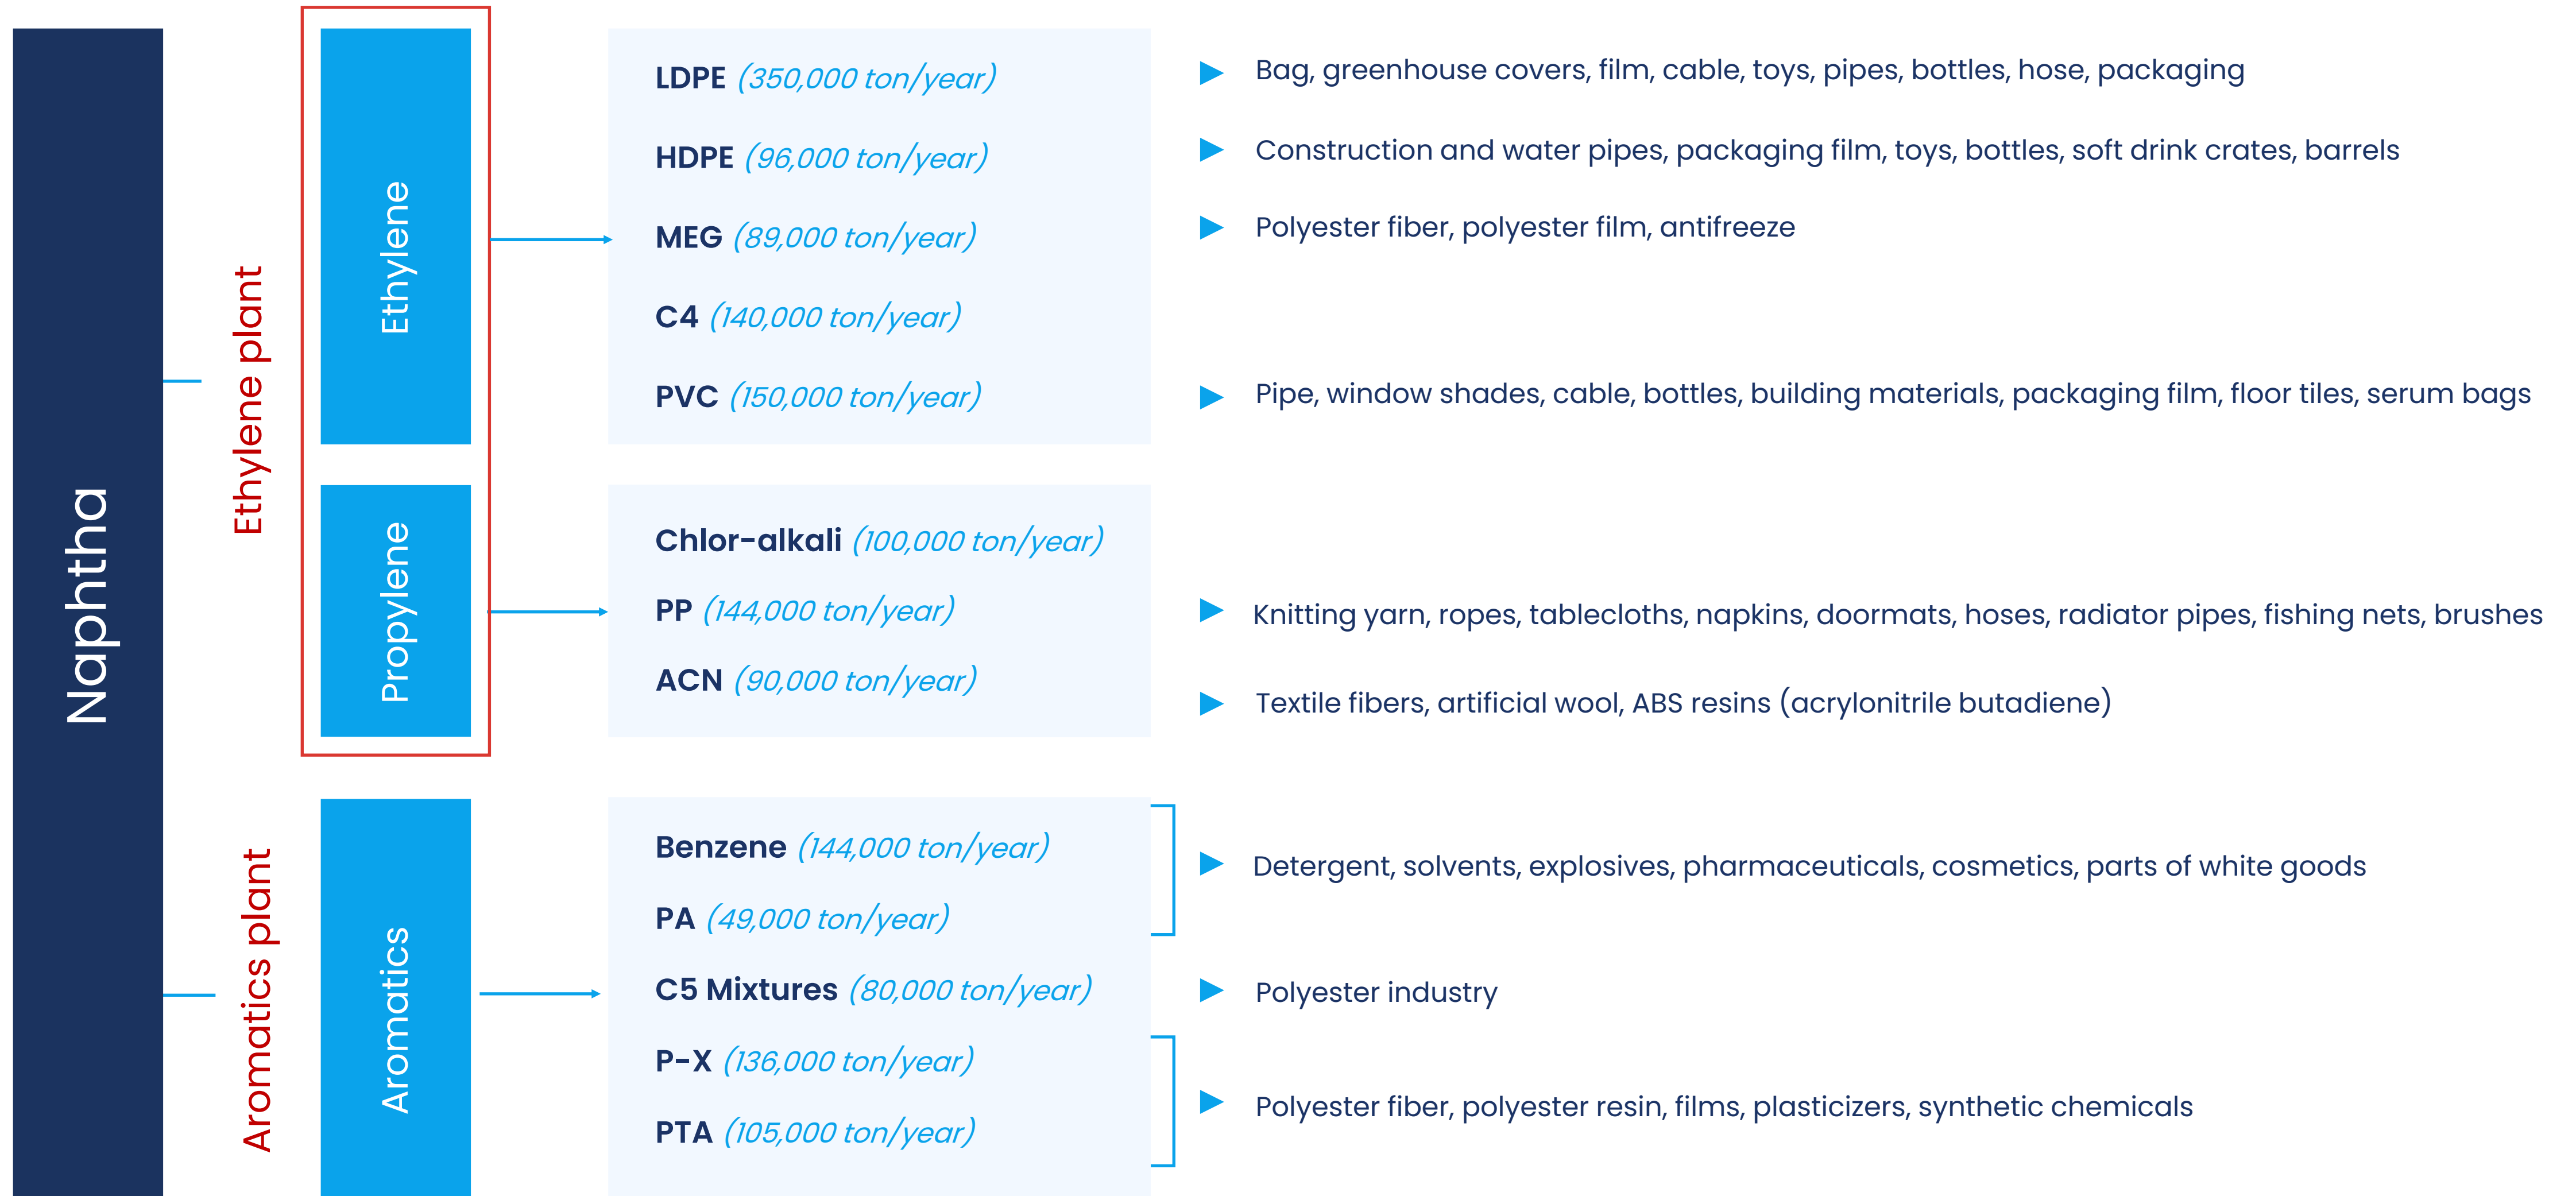 Naphtha
Ethylene plant
Ethylene
LDPE (350,000 ton/year)
Bag, greenhouse covers, film, cable, toys, pipes, bottles, hose, packaging
HDPE (96,000 ton/year)
Construction and water pipes, packaging film, toys, bottles, soft drink crates, barrels
MEG (89,000 ton/year)
Polyester fiber, polyester film, antifreeze
C4 (140,000 ton/year)
PVC (150,000 ton/year)
Pipe, window shades, cable, bottles, building materials, packaging film, floor tiles, serum bags
Propylene
Chlor-alkali (100,000 ton/year)
PP (144,000 ton/year)
Knitting yarn, ropes, tablecloths, napkins, doormats, hoses, radiator pipes, fishing nets, brushes
ACN (90,000 ton/year)
Textile fibers, artificial wool, ABS resins (acrylonitrile butadiene)
Aromatics plant
Aromatics
Benzene (144,000 ton/year)
PA (49,000 ton/year)
Detergent, solvents, explosives, pharmaceuticals, cosmetics, parts of white goods
C5 Mixtures (80,000 ton/year)
Polyester industry
P-X (136,000 ton/year)
PTA (105,000 ton/year)
Polyester fiber, polyester resin, films, plasticizers, synthetic chemicals